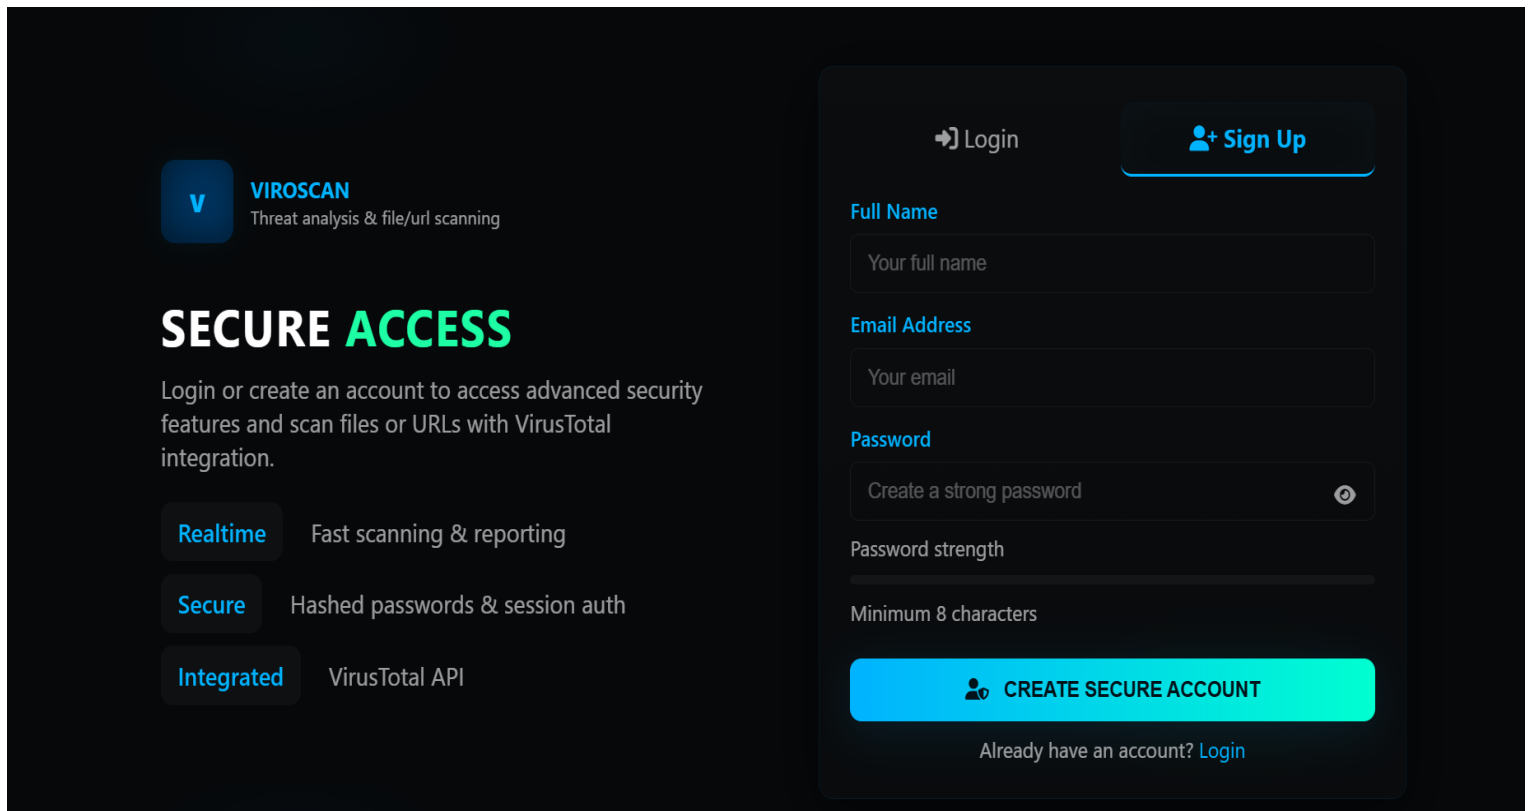 V
VIROSCAN
Threat analysis & file/url scanning
SECURE ACCESS
Login or create an account to access advanced security
features and scan files or URLs with VirusTotal
integration.
Realtime Fast scanning & reporting
Secure Hashed passwords & session auth
Integrated VirusTotal API
Login Sign Up
Full Name
Your full name
Email Address
Your email
Password
Create a strong password
Password strength
Minimum 8 characters
CREATE SECURE ACCOUNT
Already have an account? Login